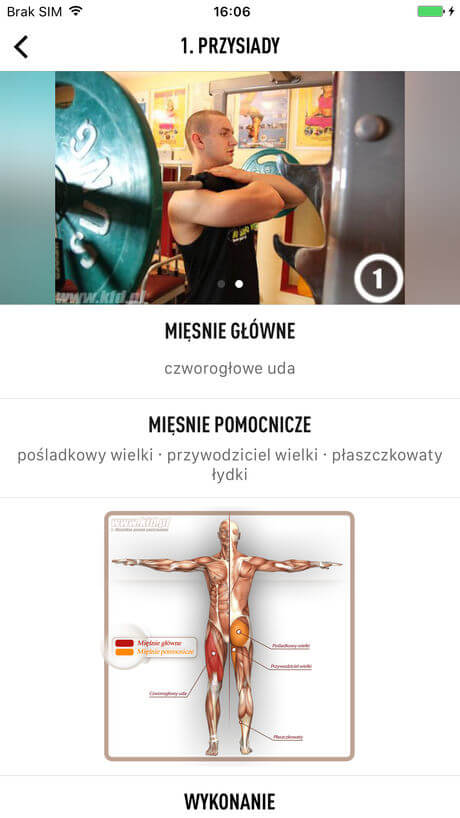 Brak SIM 16:06
1. PRZYSIADY
SUNG
www.kfd.pl
1
MIĘSNIE GŁÓWNE
czworogłowe uda
MIĘSNIE POMOCNICZE
pośladkowy wielki · przywodziciel wielki · płaszczkowaty
łydki
www.kfd.pl
Mięśnie główne
Mięśnie pomocnicze
Pośladkowy wielki
Przywodziciel wielki
Czworogłowy uda
Płaszczkowaty
WYKONANIE